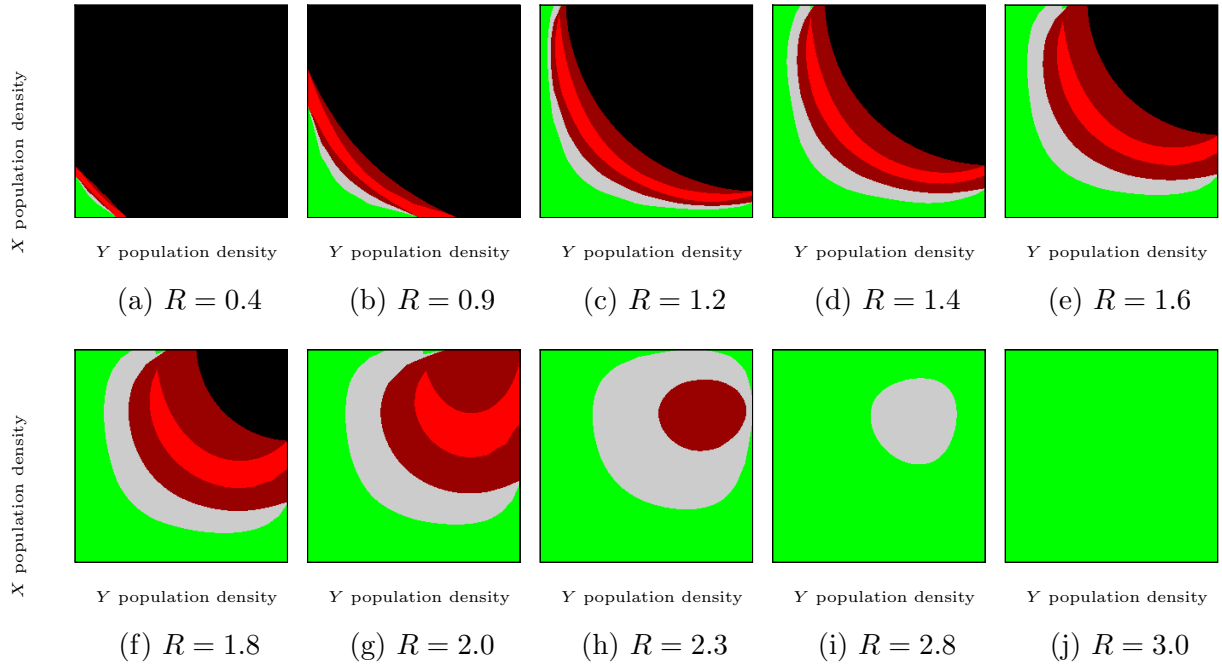 X population density
Y population density Y population density Y population density Y population density Y population density
(a) R = 0.4 (b) R = 0.9 (c) R = 1.2 (d) R = 1.4 (e) R = 1.6
X population density
Y population density Y population density Y population density Y population density Y population density
(f) R = 1.8 (g) R = 2.0 (h) R = 2.3 (i) R = 2.8 (j) R = 3.0